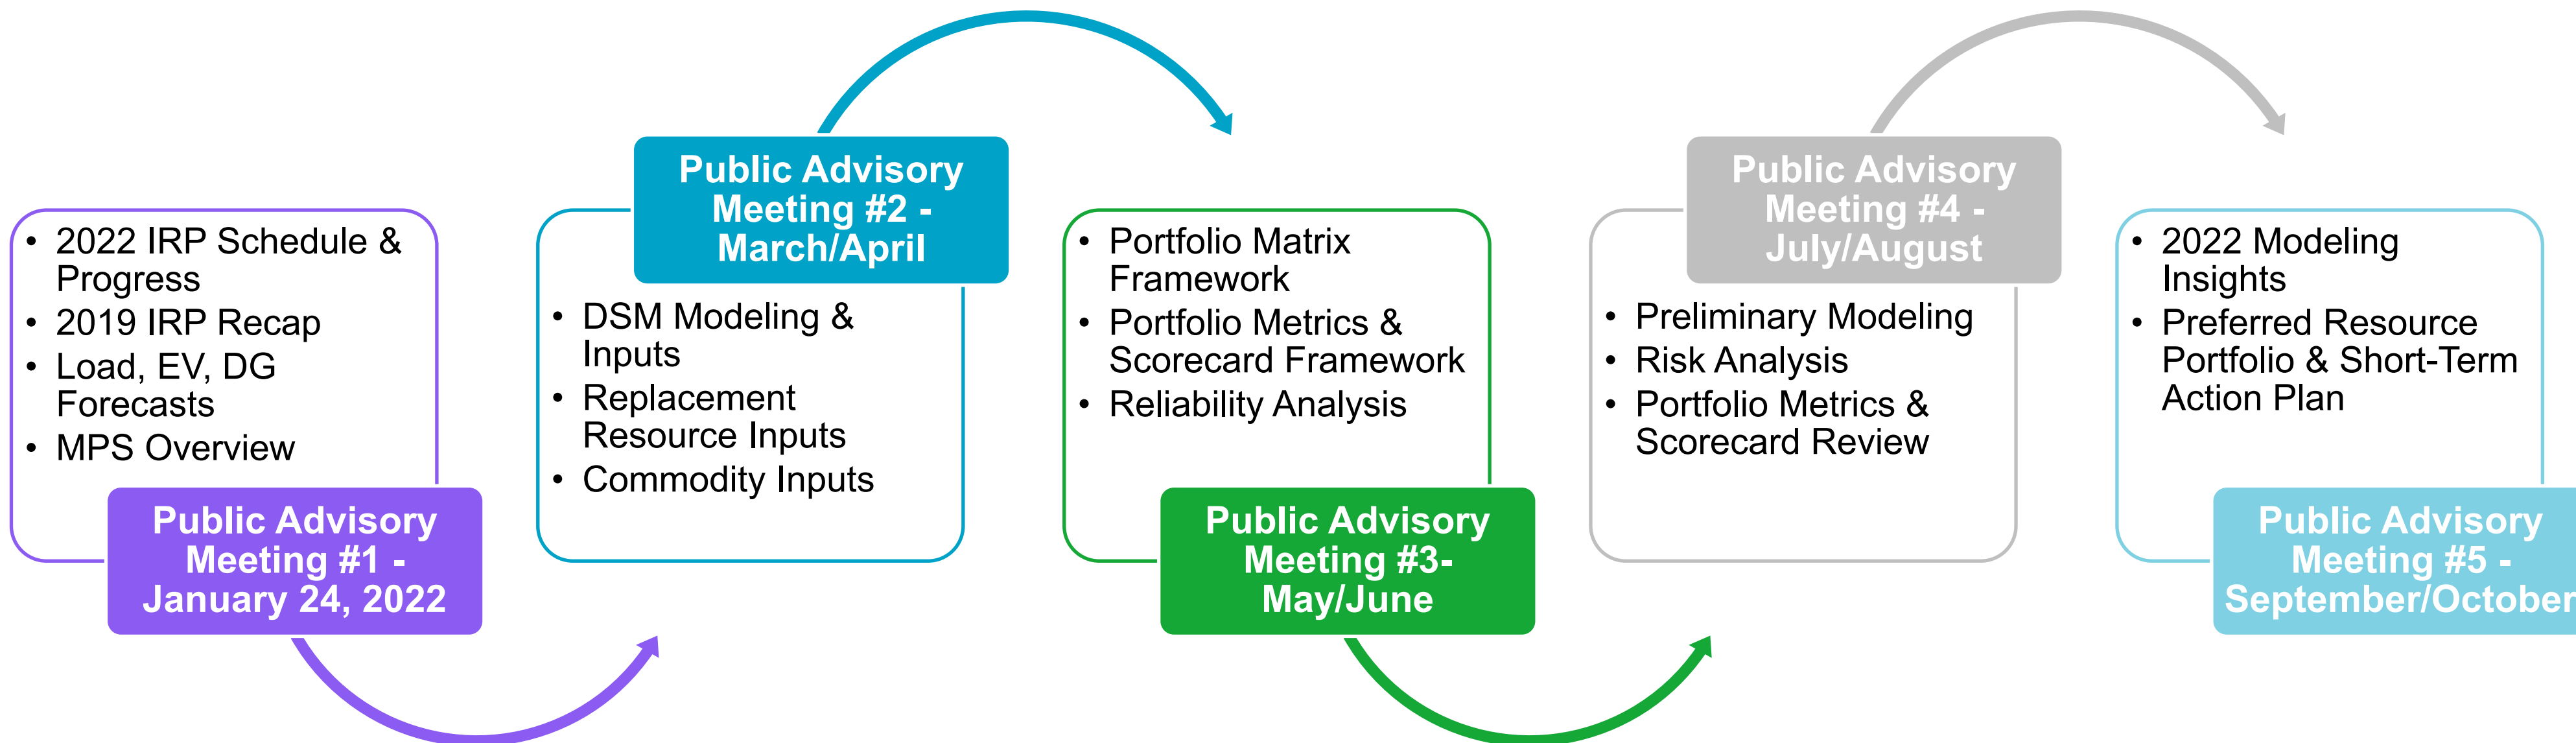 • 2022 IRP Schedule &
Progress
• 2019 IRP Recap
• Load, EV, DG
Forecasts
• MPS Overview
Public Advisory
Meeting #1 -
January 24, 2022
Public Advisory
Meeting #2 -
March/April
• DSM Modeling &
Inputs
• Replacement
Resource Inputs
• Commodity Inputs
• Portfolio Matrix
Framework
• Portfolio Metrics &
Scorecard Framework
• Reliability Analysis
Public Advisory
Meeting #3-
May/June
Public Advisory
Meeting #4 -
July/August
• Preliminary Modeling
• Risk Analysis
• Portfolio Metrics &
Scorecard Review
• 2022 Modeling
Insights
• Preferred Resource
Portfolio & Short-Term
Action Plan
Public Advisory
Meeting #5 -
September/October